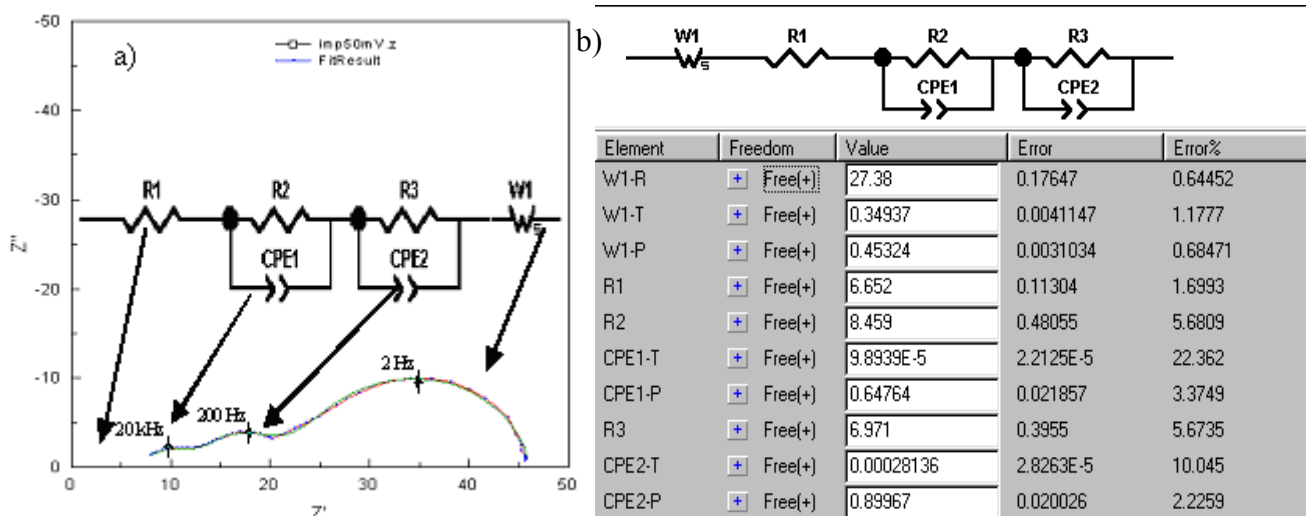 a)
imp50mV.z
FitResult
-50
-40
-30
-20
-10
0
Z''
R1 R2 R3 W1
s
CPE1 CPE2
20 kHz
200 Hz
2 Hz
0 10 20 30 40 50
Z'
b)
W1 R1 R2 R3
s
CPE1 CPE2
Element Freedom Value Error Error%
W1-R + Free(+) 27.38 0.17647 0.64452
W1-T + Free(+) 0.34937 0.0041147 1.1777
W1-P + Free(+) 0.45324 0.0031034 0.68471
R1 + Free(+) 6.652 0.11304 1.6993
R2 + Free(+) 8.459 0.48055 5.6809
CPE1-T + Free(+) 9.8939E-5 2.2125E-5 22.362
CPE1-P + Free(+) 0.64764 0.021857 3.3749
R3 + Free(+) 6.971 0.3955 5.6735
CPE2-T + Free(+) 0.00028136 2.8263E-5 10.045
CPE2-P + Free(+) 0.89967 0.020026 2.2259